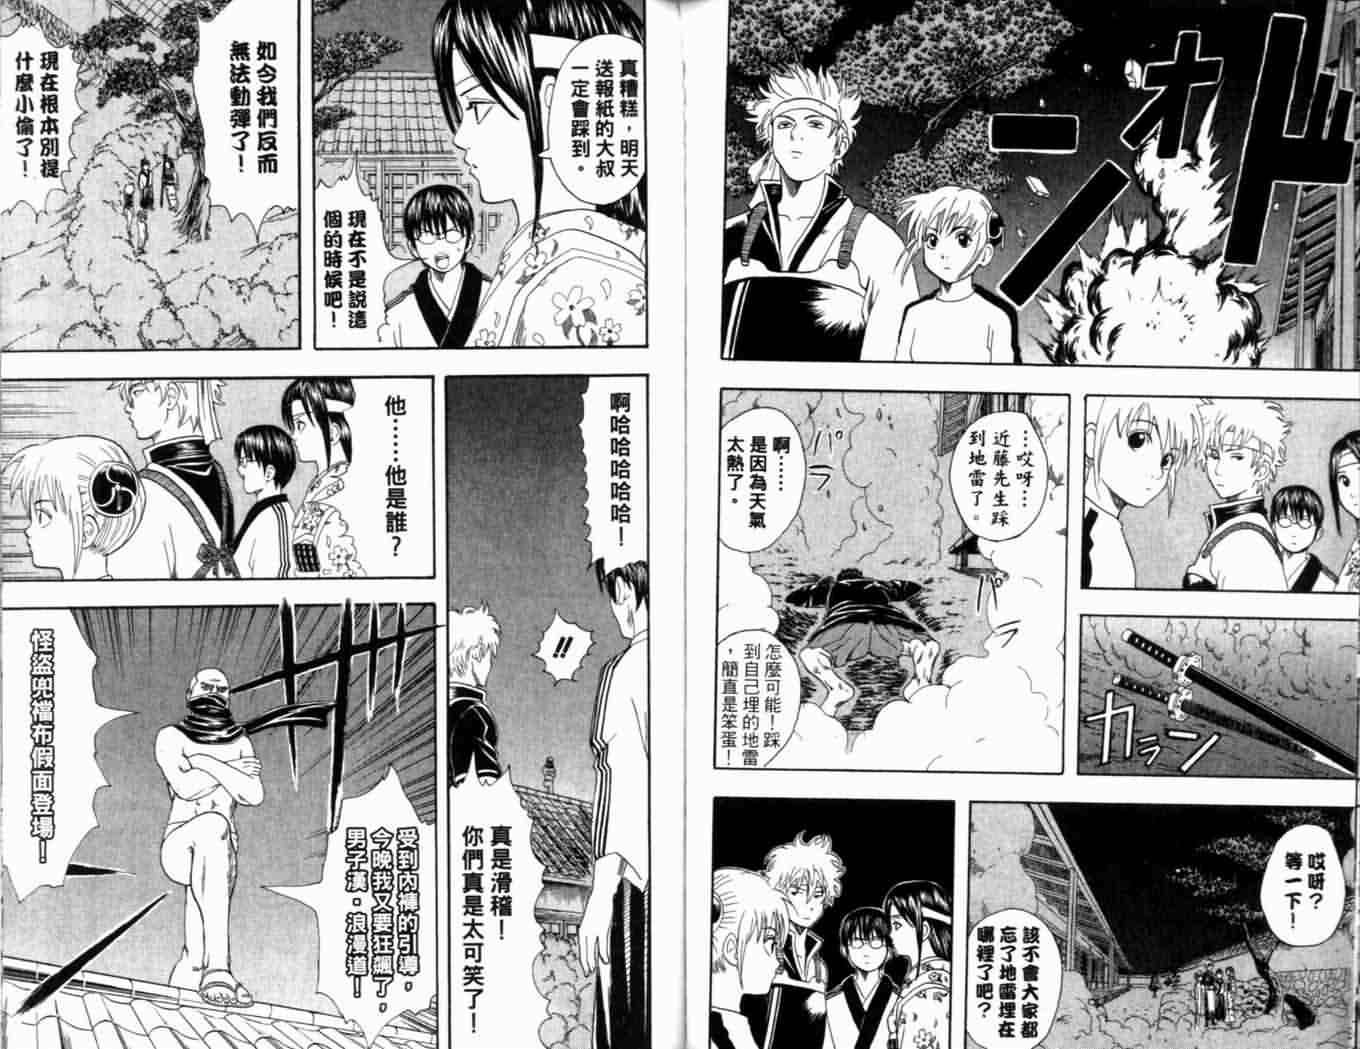 ドオーン
…哎呀…
近藤先生踩
到地雷了。
啊……
是因為天氣
太熱了。
パラ
怎麼可能！踩
到自己埋的地雷
，簡直是笨蛋！
カラーン
哎呀？
等一下！
該不會大家都
忘了地雷埋在
哪裡了吧？
真糟糕，明天
送報紙的大叔
一定會踩到。
現在不是說這
個的時候吧！
如今我們反而
無法動彈了！
現在根本別提
什麼小偷了！
啊哈哈哈哈哈！
!!
真是滑稽！
你們真是太可笑了！
他……他是誰？
受到內褲的引導，
今晚我又要狂飆了，
男子漢・浪漫道！
怪盜兜襠布假面登場！